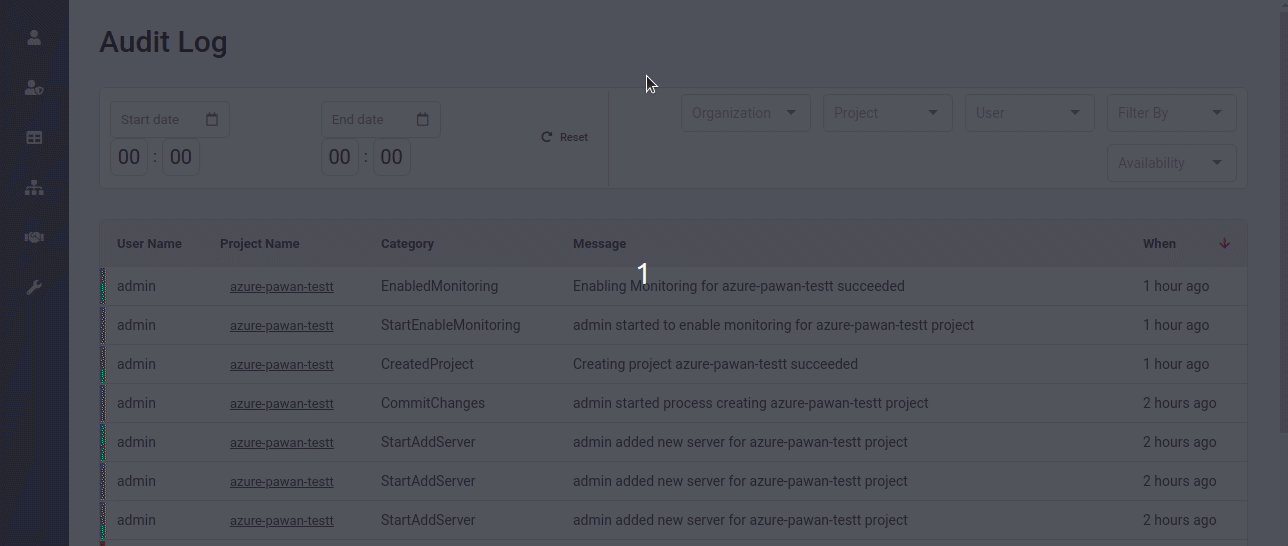 Audit Log
Start date End date Organization Project User Filter By
Reset
00 : 00 00 : 00
Availability
User Name Project Name Category Message When
1
admin azure-pawan-testt EnabledMonitoring Enabling Monitoring for azure-pawan-testt succeeded 1 hour ago
admin azure-pawan-testt StartEnableMonitoring admin started to enable monitoring for azure-pawan-testt project 1 hour ago
admin azure-pawan-testt CreatedProject Creating project azure-pawan-testt succeeded 1 hour ago
admin azure-pawan-testt CommitChanges admin started process creating azure-pawan-testt project 2 hours ago
admin azure-pawan-testt StartAddServer admin added new server for azure-pawan-testt project 2 hours ago
admin azure-pawan-testt StartAddServer admin added new server for azure-pawan-testt project 2 hours ago
admin azure-pawan-testt StartAddServer admin added new server for azure-pawan-testt project 2 hours ago